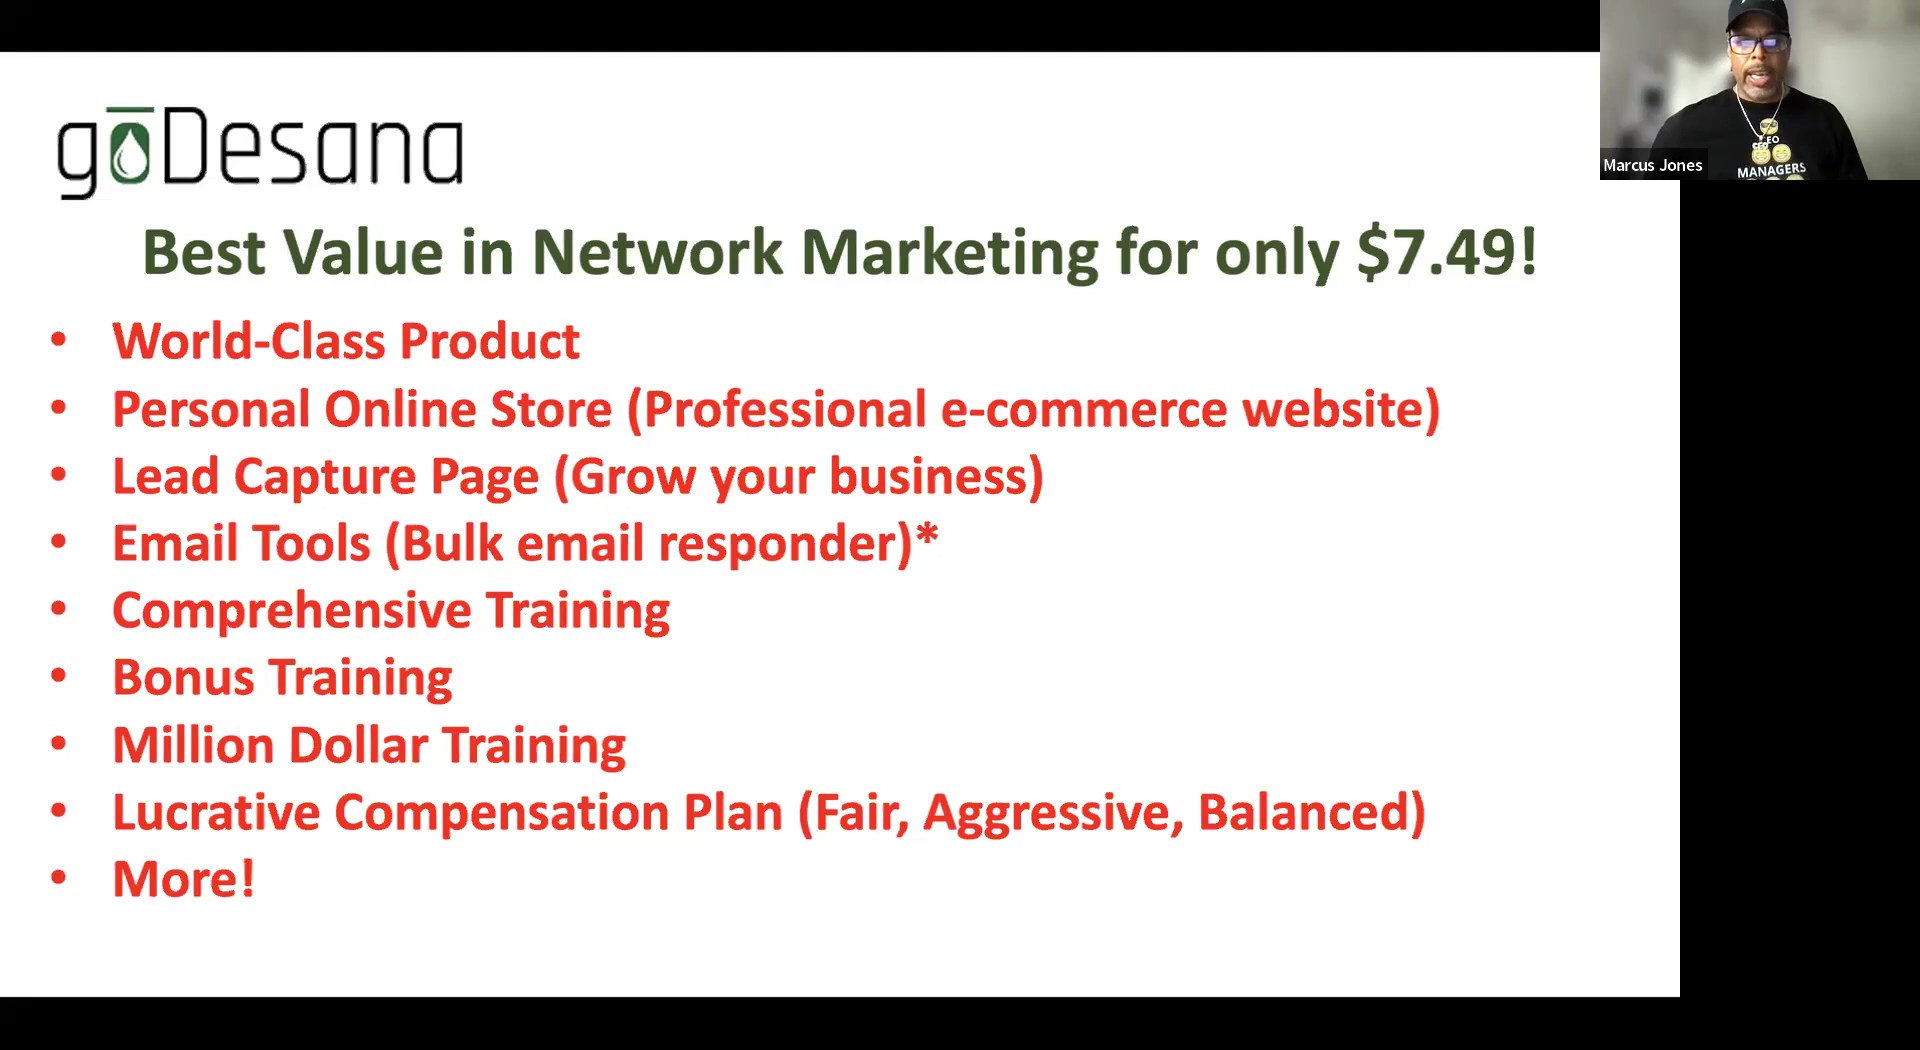 gōDesana
Best Value in Network Marketing for only $7.49!
• World-Class Product
• Personal Online Store (Professional e-commerce website)
• Lead Capture Page (Grow your business)
• Email Tools (Bulk email responder)*
• Comprehensive Training
• Bonus Training
• Million Dollar Training
• Lucrative Compensation Plan (Fair, Aggressive, Balanced)
• More!
Marcus Jones
CEO
MANAGERS